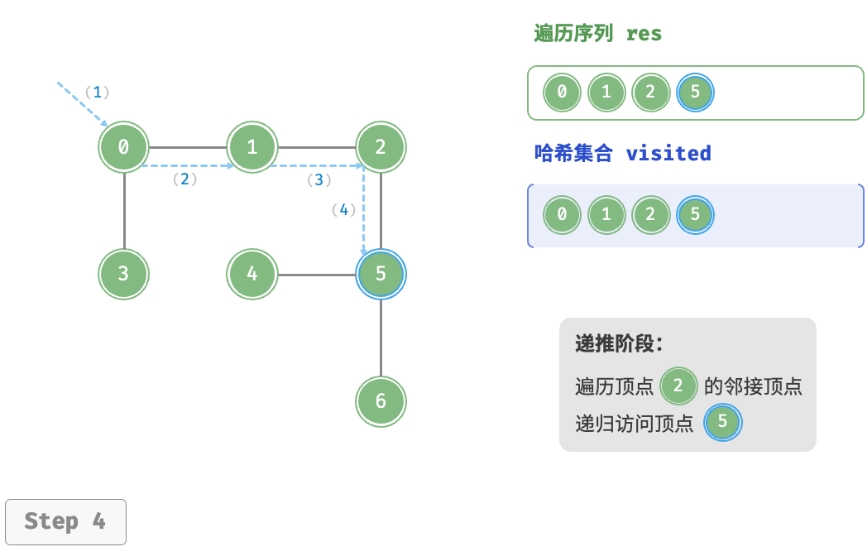 遍历序列 res
0 1 2 5
哈希集合 visited
0 1 2 5
(1)
0 1 2
(2) (3)
(4)
3 4 5
6
递推阶段:
遍历顶点 2 的邻接顶点
递归访问顶点 5
Step 4